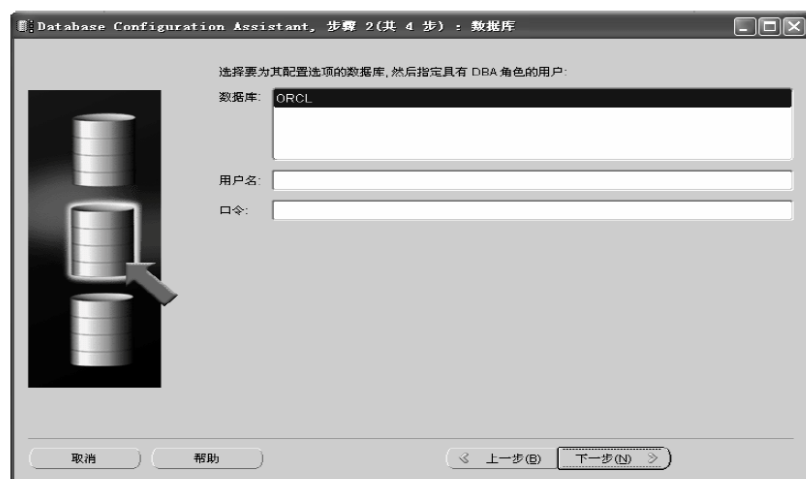 Database Configuration Assistant, 步骤 2(共 4 步) : 数据库
选择要为其配置选项的数据库, 然后指定具有 DBA 角色的用户:
数据库: ORCL
用户名:
口令:
取消 帮助 上一步(B) 下一步(N)